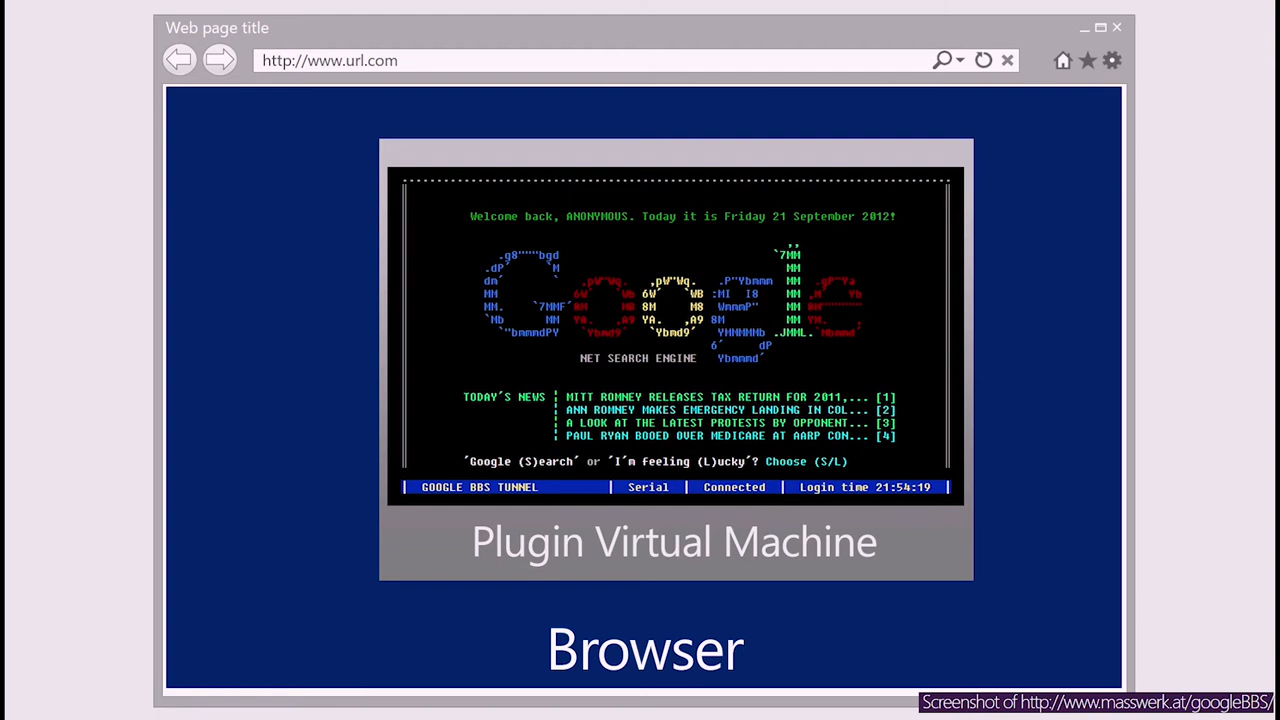 Web page title
http://www.url.com
Welcome back, ANONYMOUS. Today it is Friday 21 September 2012!
Google
NET SEARCH ENGINE
TODAY´S NEWS ¦ MITT ROMNEY RELEASES TAX RETURN FOR 2011,... [1]
¦ ANN ROMNEY MAKES EMERGENCY LANDING IN COL... [2]
¦ A LOOK AT THE LATEST PROTESTS BY OPPONENT... [3]
¦ PAUL RYAN BOOED OVER MEDICARE AT AARP CON... [4]
´Google (S)earch´ or ´I´m feeling (L)ucky´? Choose (S/L)
| GOOGLE BBS TUNNEL | Serial | Connected | Login time 21:54:19 |
Plugin Virtual Machine
Browser
Screenshot of http://www.masswerk.at/googleBBS/